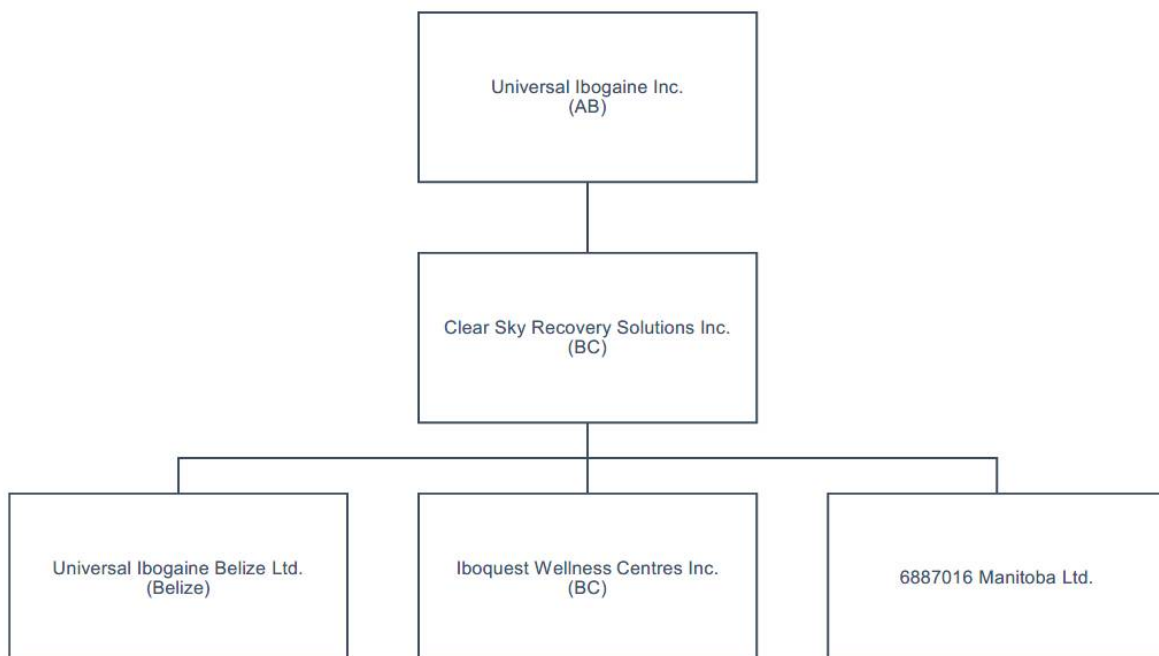 Universal Ibogaine Inc.
(AB)
Clear Sky Recovery Solutions Inc.
(BC)
Universal Ibogaine Belize Ltd.
(Belize)
Iboquest Wellness Centres Inc.
(BC)
6887016 Manitoba Ltd.